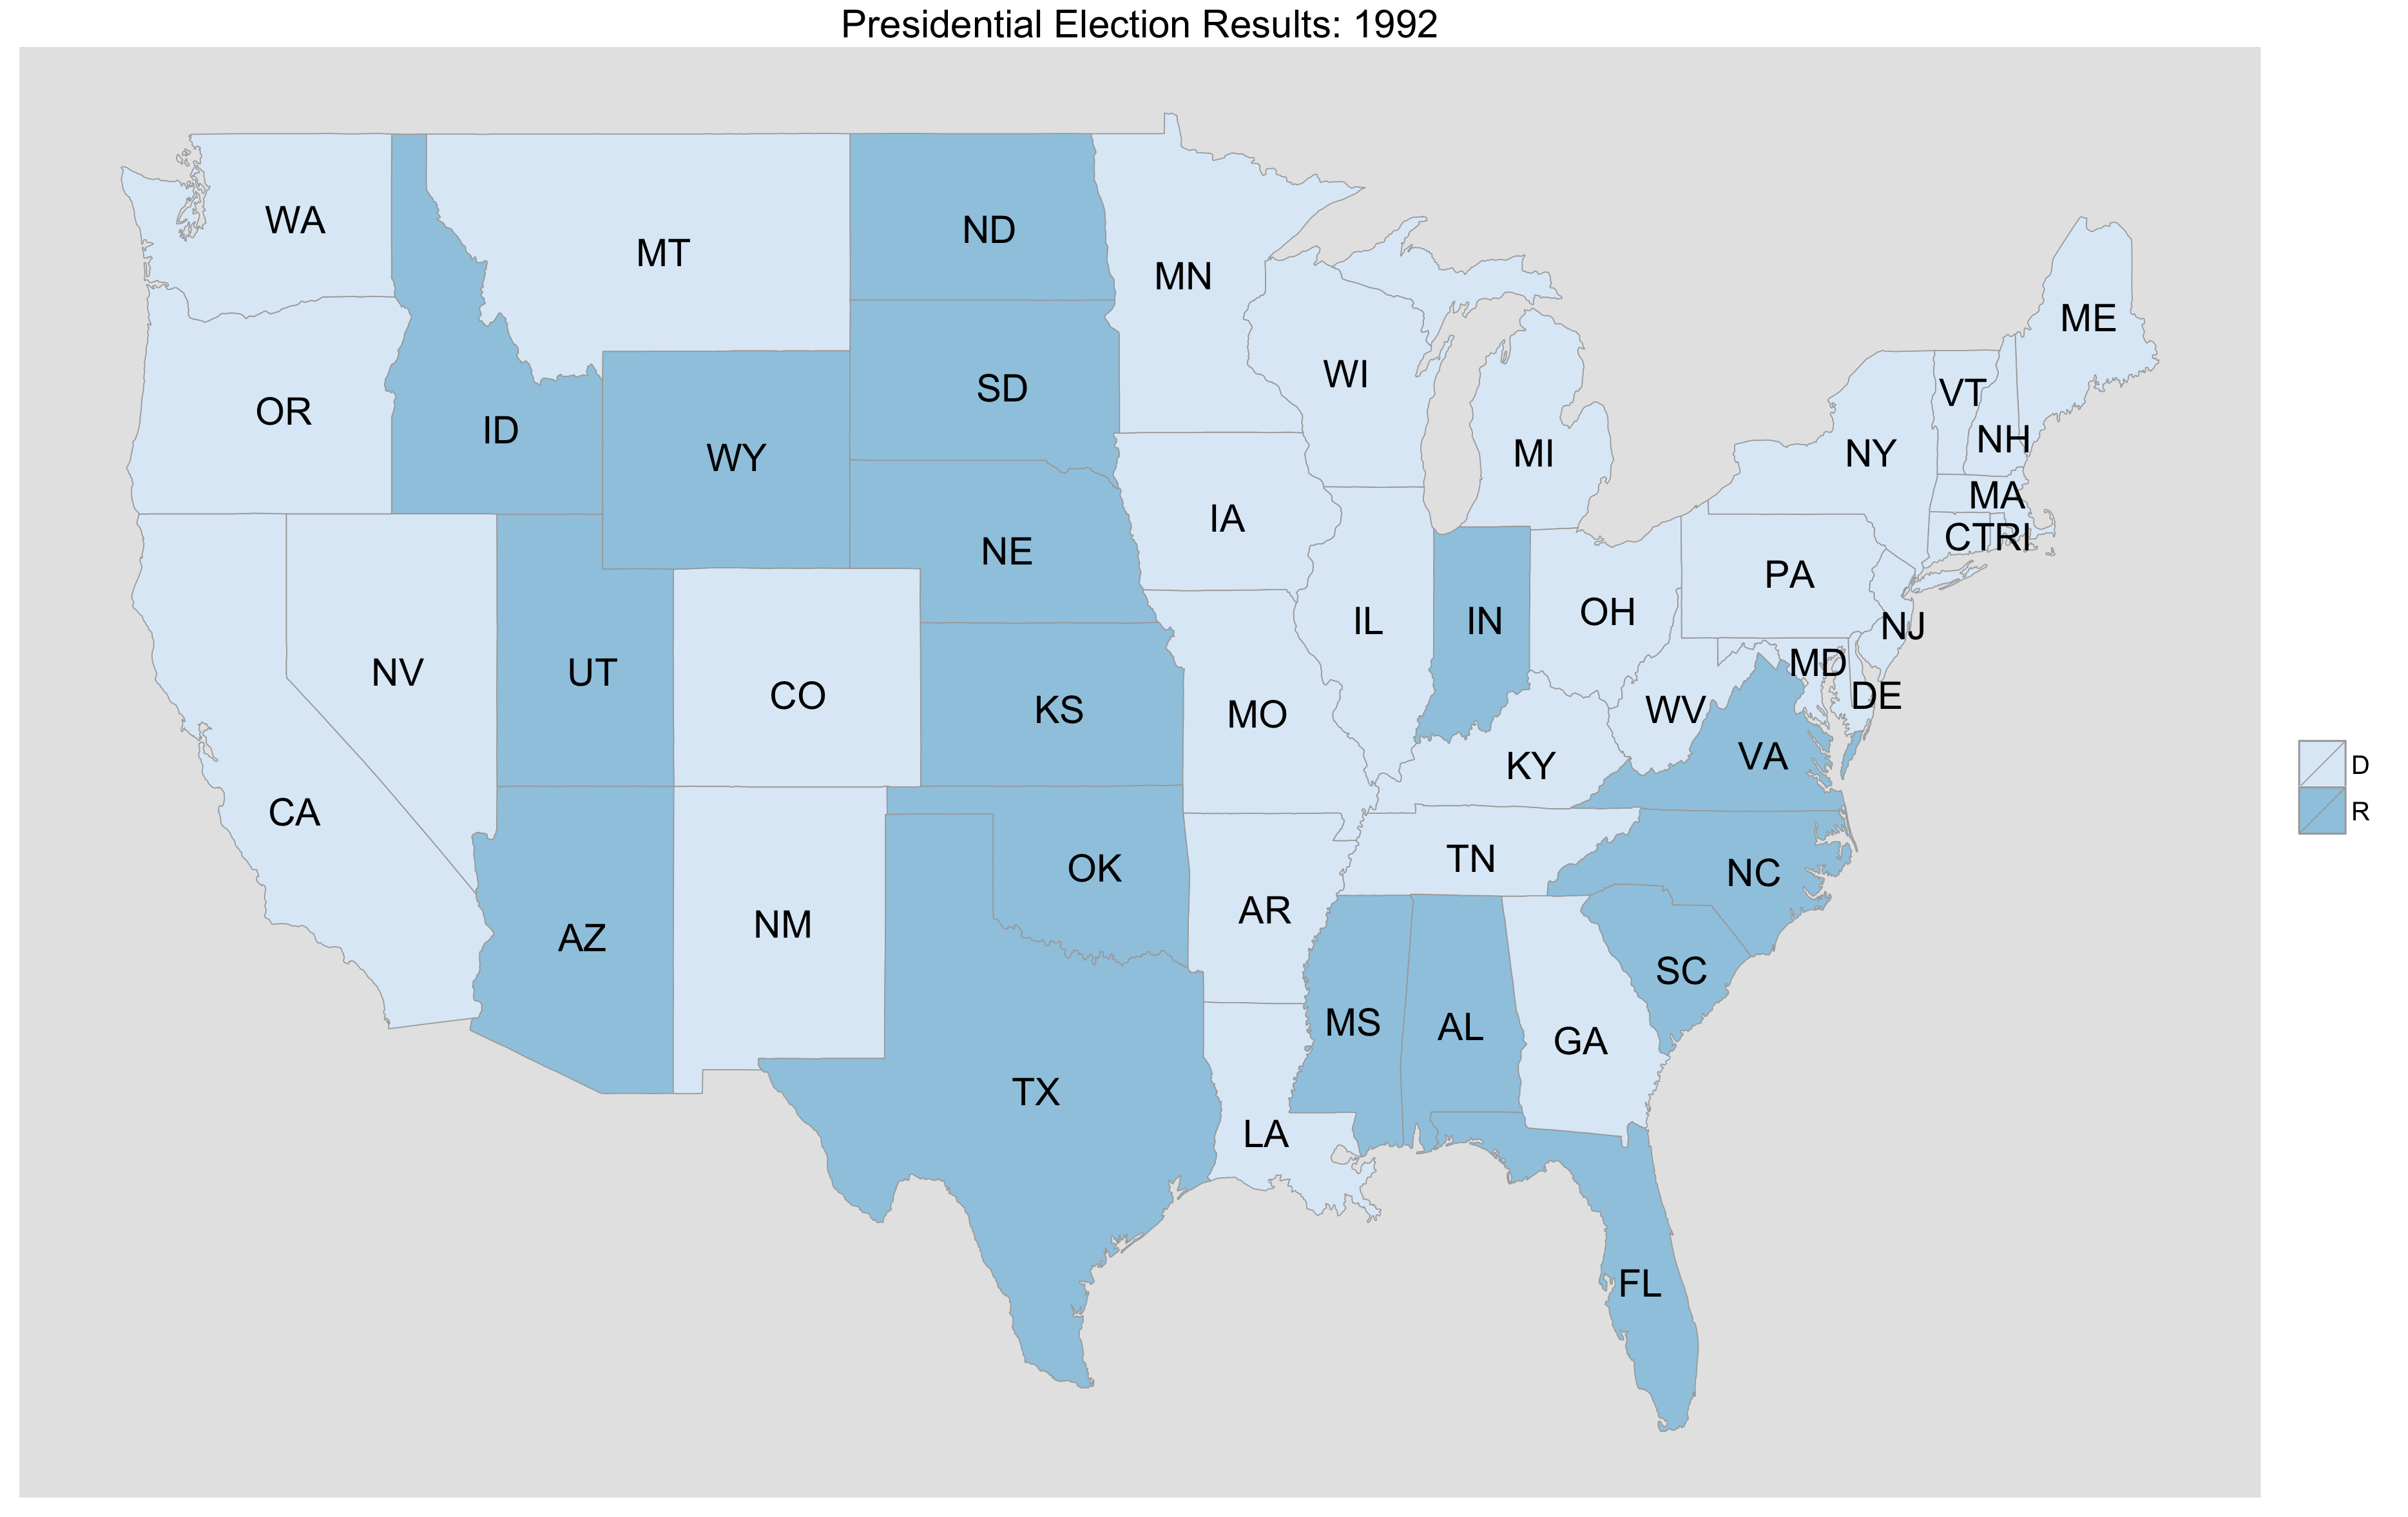 Presidential Election Results: 1992
WA
MT
ND
MN
ME
OR
ID
WY
SD
WI
MI
NY
VT
NH
MA
CT
RI
IA
NE
PA
NJ
NV
UT
CO
KS
MO
IL
IN
OH
WV
MD
DE
VA
KY
CA
AZ
NM
OK
AR
TN
NC
SC
TX
LA
MS
AL
GA
FL
D
R